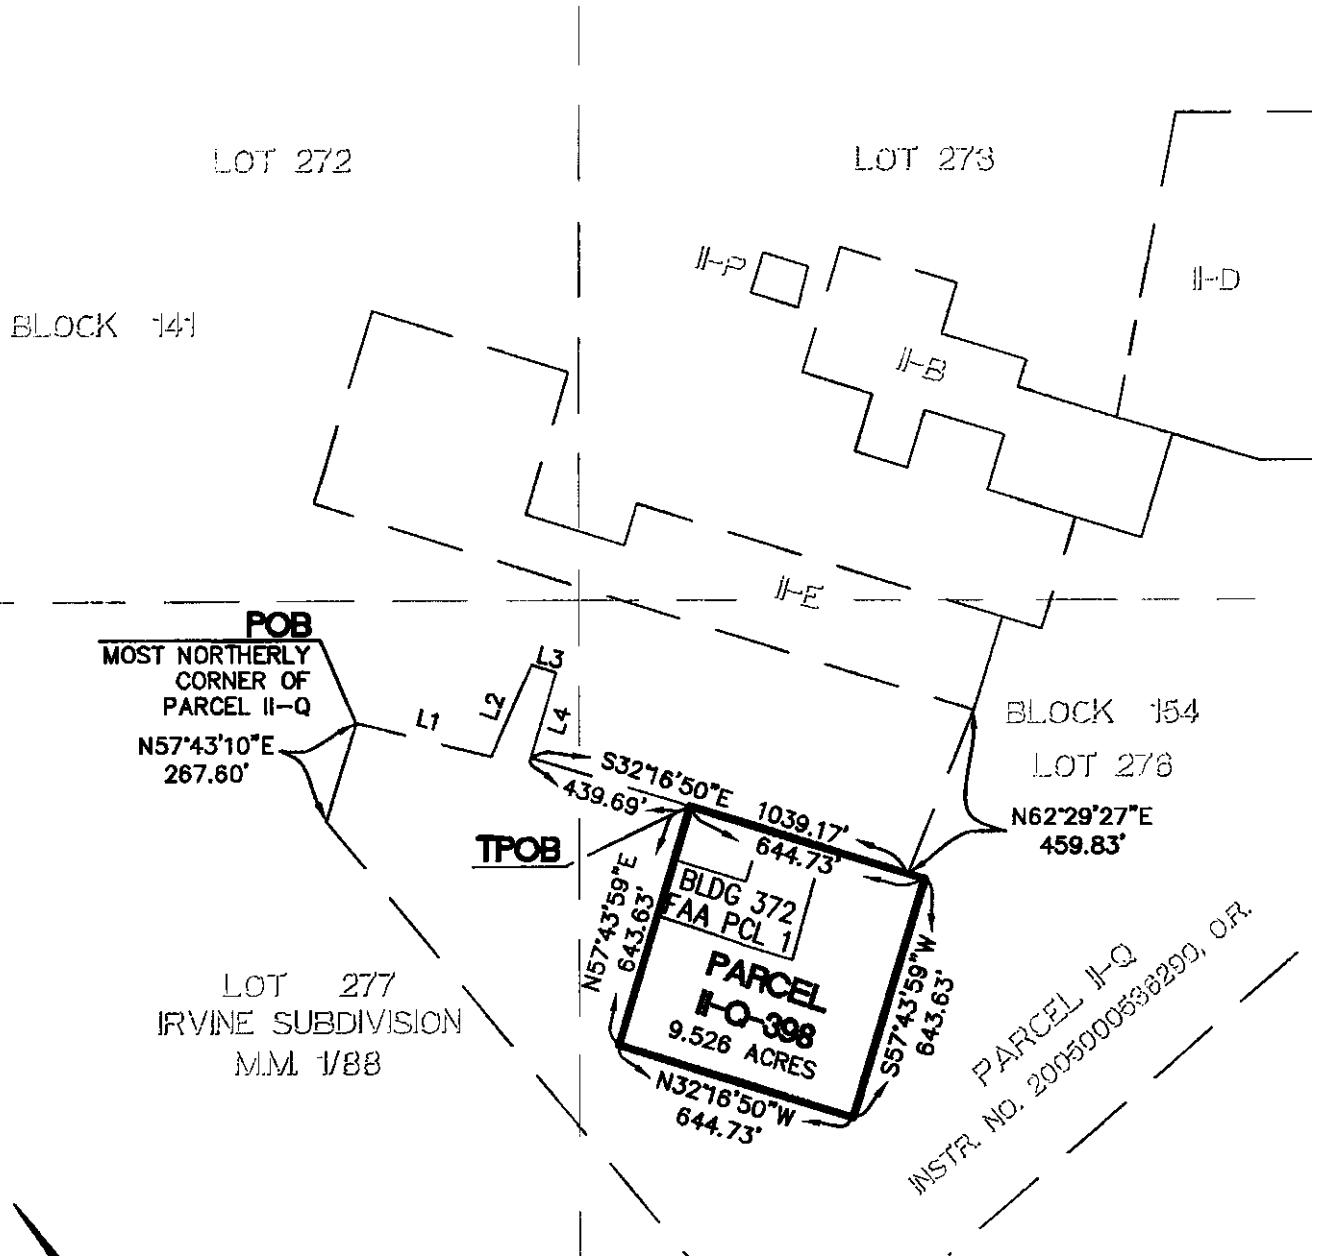 LOT 272
LOT 273
II-P
II-D
BLOCK 141
II-B
II-E
POB
MOST NORTHERLY
CORNER OF
PARCEL II-Q
N57°43'10"E
267.60'
L1
L2
L3
L4
BLOCK 154
LOT 276
S32°16'50"E
439.69'
1039.17'
644.73'
N62°29'27"E
459.83'
TPOB
BLDG 372
FAA PCL 1
N57°43'59"E
643.63'
PARCEL
II-Q-398
9.526 ACRES
S57°43'59"W
643.63'
N32°16'50"W
644.73'
LOT 277
IRVINE SUBDIVISION
M.M. 1/88
PARCEL II-Q
INSTR. NO. 2005000536290, O.R.